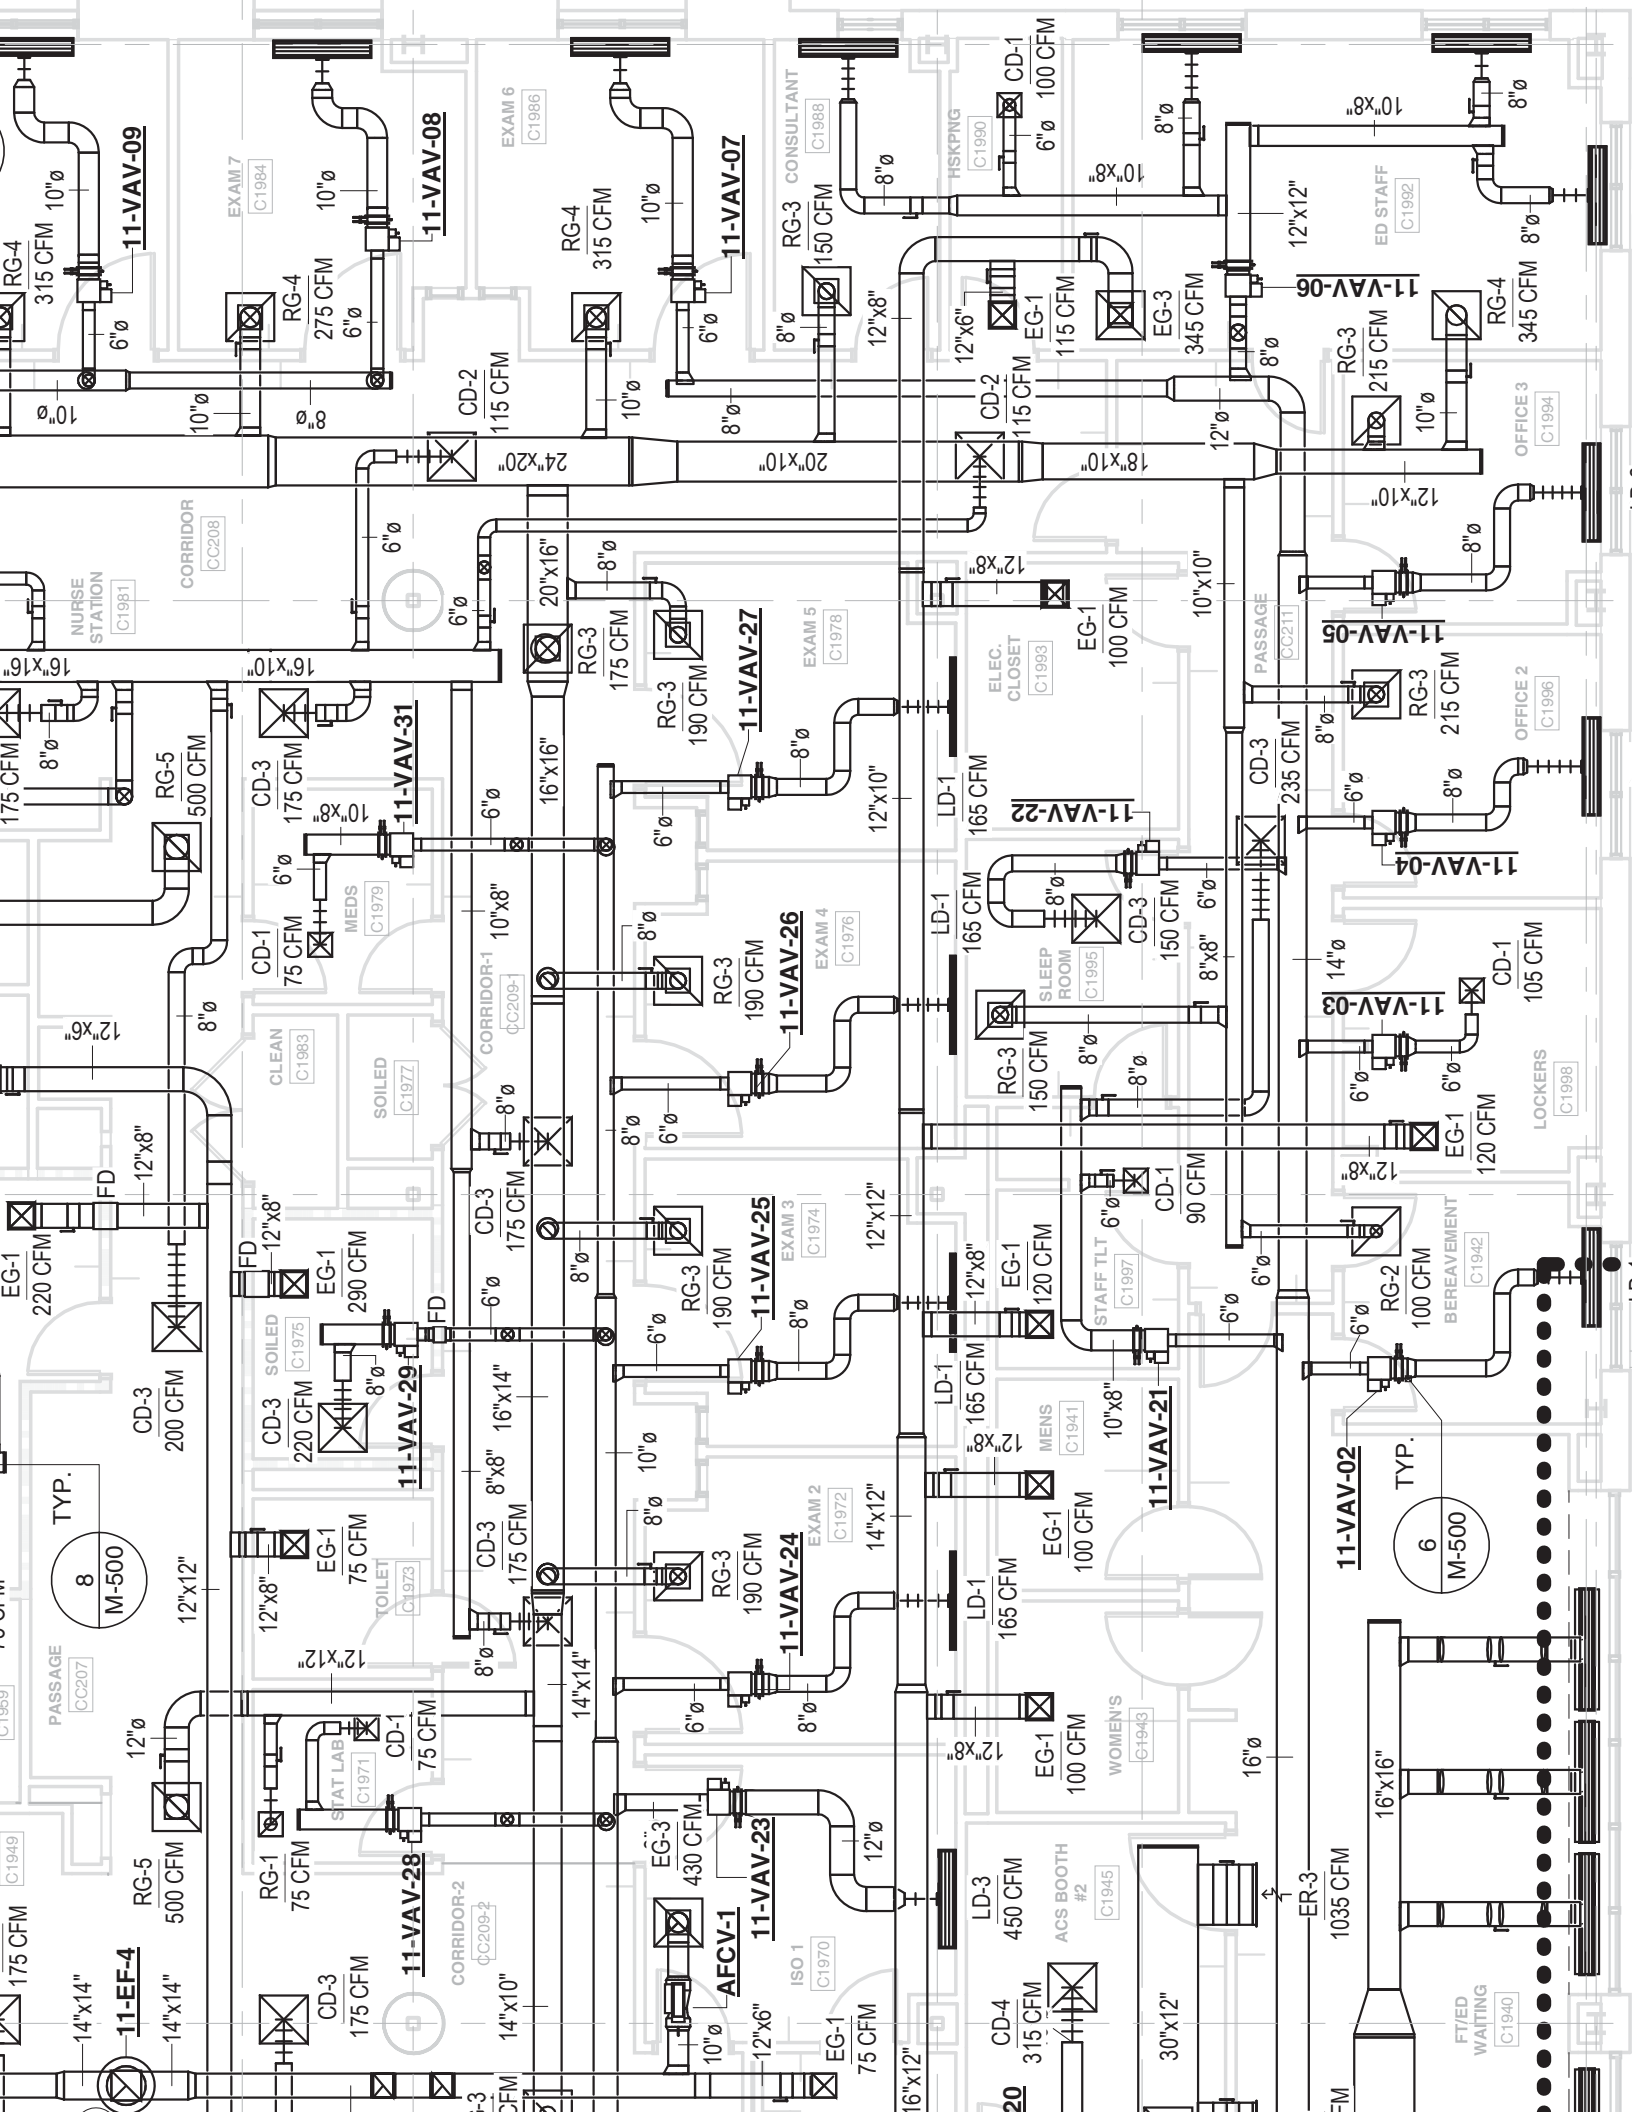 RG-4
315 CFM
10"ø
11-VAV-09
6"ø
10"ø
EXAM 7
C1984
10"ø
11-VAV-08
RG-4
275 CFM
6"ø
10"ø
8"ø
EXAM 6
C1986
RG-4
315 CFM
10"ø
11-VAV-07
6"ø
10"ø
8"ø
CONSULTANT
C1988
RG-3
150 CFM
8"ø
8"ø
HSKPNG
C1990
CD-1
100 CFM
6"ø
10"x8"
8"ø
12"x8"
12"x6"
EG-1
115 CFM
EG-3
345 CFM
12"x12"
11-VAV-06
8"ø
10"x8"
8"ø
ED STAFF
C1992
8"ø
RG-4
345 CFM
RG-3
215 CFM
10"ø
CD-2
115 CFM
CD-2
115 CFM
12"ø
24"x20"
20"x10"
18"x10"
12"x10"
OFFICE 3
C1994
CORRIDOR
CC208
NURSE
STATION
C1981
6"ø
6"ø
20"x16"
8"ø
RG-3
175 CFM
RG-3
190 CFM
11-VAV-27
EXAM 5
C1978
12"x8"
EG-1
100 CFM
ELEC.
CLOSET
C1993
10"x10"
PASSAGE
CC211
8"ø
11-VAV-05
RG-3
215 CFM
8"ø
OFFICE 2
C1996
16"x16"
16"x10"
175 CFM
8"ø
RG-5
500 CFM
CD-3
175 CFM
11-VAV-31
10"x8"
6"ø
6"ø
16"x16"
6"ø
8"ø
12"x10"
LD-1
165 CFM
11-VAV-22
CD-3
235 CFM
6"ø
8"ø
11-VAV-04
MEDS
C1979
CD-1
75 CFM
10"x8"
CORRIDOR-1
CC209-1
8"ø
RG-3
190 CFM
11-VAV-26
EXAM 4
C1976
LD-1
165 CFM
8"ø
CD-3
150 CFM
6"ø
8"x8"
SLEEP
ROOM
C1995
14"ø
11-VAV-03
CD-1
105 CFM
8"ø
12"x6"
CLEAN
C1983
SOILED
C1977
8"ø
8"ø
6"ø
RG-3
150 CFM
8"ø
8"ø
6"ø
6"ø
LOCKERS
C1998
EG-1
120 CFM
12"x8"
FD
12"x8"
EG-1
220 CFM
FD
12"x8"
EG-1
290 CFM
CD-3
175 CFM
8"ø
RG-3
190 CFM
11-VAV-25
EXAM 3
C1974
12"x12"
12"x8"
EG-1
120 CFM
6"ø
CD-1
90 CFM
STAFF TLT
C1997
6"ø
6"ø
RG-2
100 CFM
BEREAVEMENT
C1942
6"ø
CD-3
200 CFM
SOILED
C1975
FD
6"ø
CD-3
220 CFM
8"ø
11-VAV-29
16"x14"
8"x8"
6"ø
8"ø
LD-1
165 CFM
10"x8"
11-VAV-21
MENS
C1941
12"x8"
10"ø
TYP.
8
M-500
12"x12"
EG-1
75 CFM
12"x8"
TOILET
C1973
CD-3
175 CFM
8"ø
RG-3
190 CFM
11-VAV-24
EXAM 2
C1972
14"x12"
EG-1
100 CFM
LD-1
165 CFM
11-VAV-02
TYP.
6
M-500
PASSAGE
CC207
C1959
12"x12"
8"ø
14"x14"
6"ø
8"ø
12"x8"
EG-1
100 CFM
WOMEN'S
C1943
16"ø
16"x16"
12"ø
STAT LAB
C1971
CD-1
75 CFM
C1949
RG-5
500 CFM
RG-1
75 CFM
11-VAV-28
CORRIDOR-2
CC209-2
EG-3
430 CFM
11-VAV-23
12"ø
LD-3
450 CFM
ACS BOOTH
#2
C1945
ER-3
1035 CFM
175 CFM
14"x14"
11-EF-4
14"x14"
CD-3
175 CFM
14"x10"
AFCV-1
ISO 1
C1970
10"ø
12"x6"
EG-1
75 CFM
16"x12"
CD-4
315 CFM
30"x12"
FT/ED
WAITING
C1940